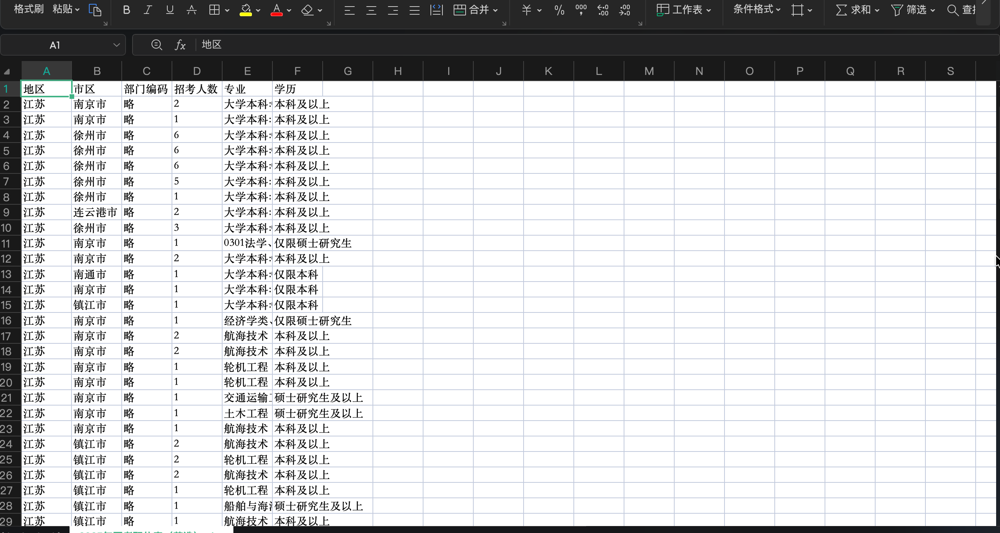 格式刷 粘贴 B I U A A 合并 ¥ % 工作表 条件格式 求和 筛选
A1 fx 地区
A B C D E F G H I J K L M N O P Q R S
1 地区 市区 部门编码 招考人数 专业 学历
2 江苏 南京市 略 2 大学本科: 本科及以上
3 江苏 南京市 略 1 大学本科: 本科及以上
4 江苏 徐州市 略 6 大学本科: 本科及以上
5 江苏 徐州市 略 6 大学本科: 本科及以上
6 江苏 徐州市 略 6 大学本科: 本科及以上
7 江苏 徐州市 略 5 大学本科: 本科及以上
8 江苏 徐州市 略 1 大学本科: 本科及以上
9 江苏 连云港市 略 2 大学本科: 本科及以上
10 江苏 徐州市 略 3 大学本科: 本科及以上
11 江苏 南京市 略 1 0301法学、 仅限硕士研究生
12 江苏 南京市 略 2 大学本科: 本科及以上
13 江苏 南通市 略 1 大学本科: 仅限本科
14 江苏 南京市 略 1 大学本科: 仅限本科
15 江苏 镇江市 略 1 大学本科: 仅限本科
16 江苏 南京市 略 1 经济学类、 仅限硕士研究生
17 江苏 南京市 略 2 航海技术 本科及以上
18 江苏 南京市 略 2 航海技术 本科及以上
19 江苏 南京市 略 1 轮机工程 本科及以上
20 江苏 南京市 略 1 轮机工程 本科及以上
21 江苏 南京市 略 1 交通运输 硕士研究生及以上
22 江苏 南京市 略 1 土木工程 硕士研究生及以上
23 江苏 南京市 略 1 航海技术 本科及以上
24 江苏 镇江市 略 2 航海技术 本科及以上
25 江苏 镇江市 略 2 轮机工程 本科及以上
26 江苏 镇江市 略 2 航海技术 本科及以上
27 江苏 镇江市 略 1 轮机工程 本科及以上
28 江苏 镇江市 略 1 船舶与海 硕士研究生及以上
29 江苏 镇江市 略 1 航海技术 本科及以上